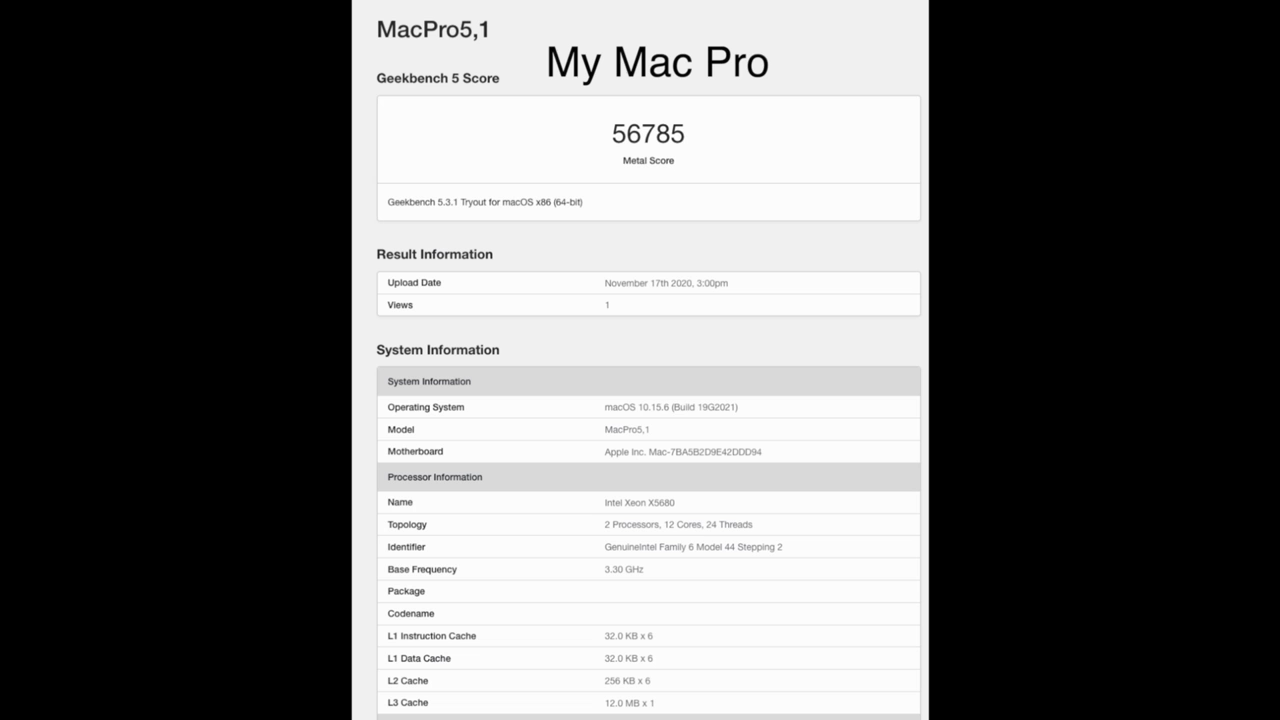 MacPro5,1
My Mac Pro
Geekbench 5 Score
56785
Metal Score
Geekbench 5.3.1 Tryout for macOS x86 (64-bit)
Result Information
Upload Date November 17th 2020, 3:00pm
Views 1
System Information
System Information
Operating System macOS 10.15.6 (Build 19G2021)
Model MacPro5,1
Motherboard Apple Inc. Mac-7BA5B2D9E42DDD94
Processor Information
Name Intel Xeon X5680
Topology 2 Processors, 12 Cores, 24 Threads
Identifier GenuineIntel Family 6 Model 44 Stepping 2
Base Frequency 3.30 GHz
Package
Codename
L1 Instruction Cache 32.0 KB x 6
L1 Data Cache 32.0 KB x 6
L2 Cache 256 KB x 6
L3 Cache 12.0 MB x 1